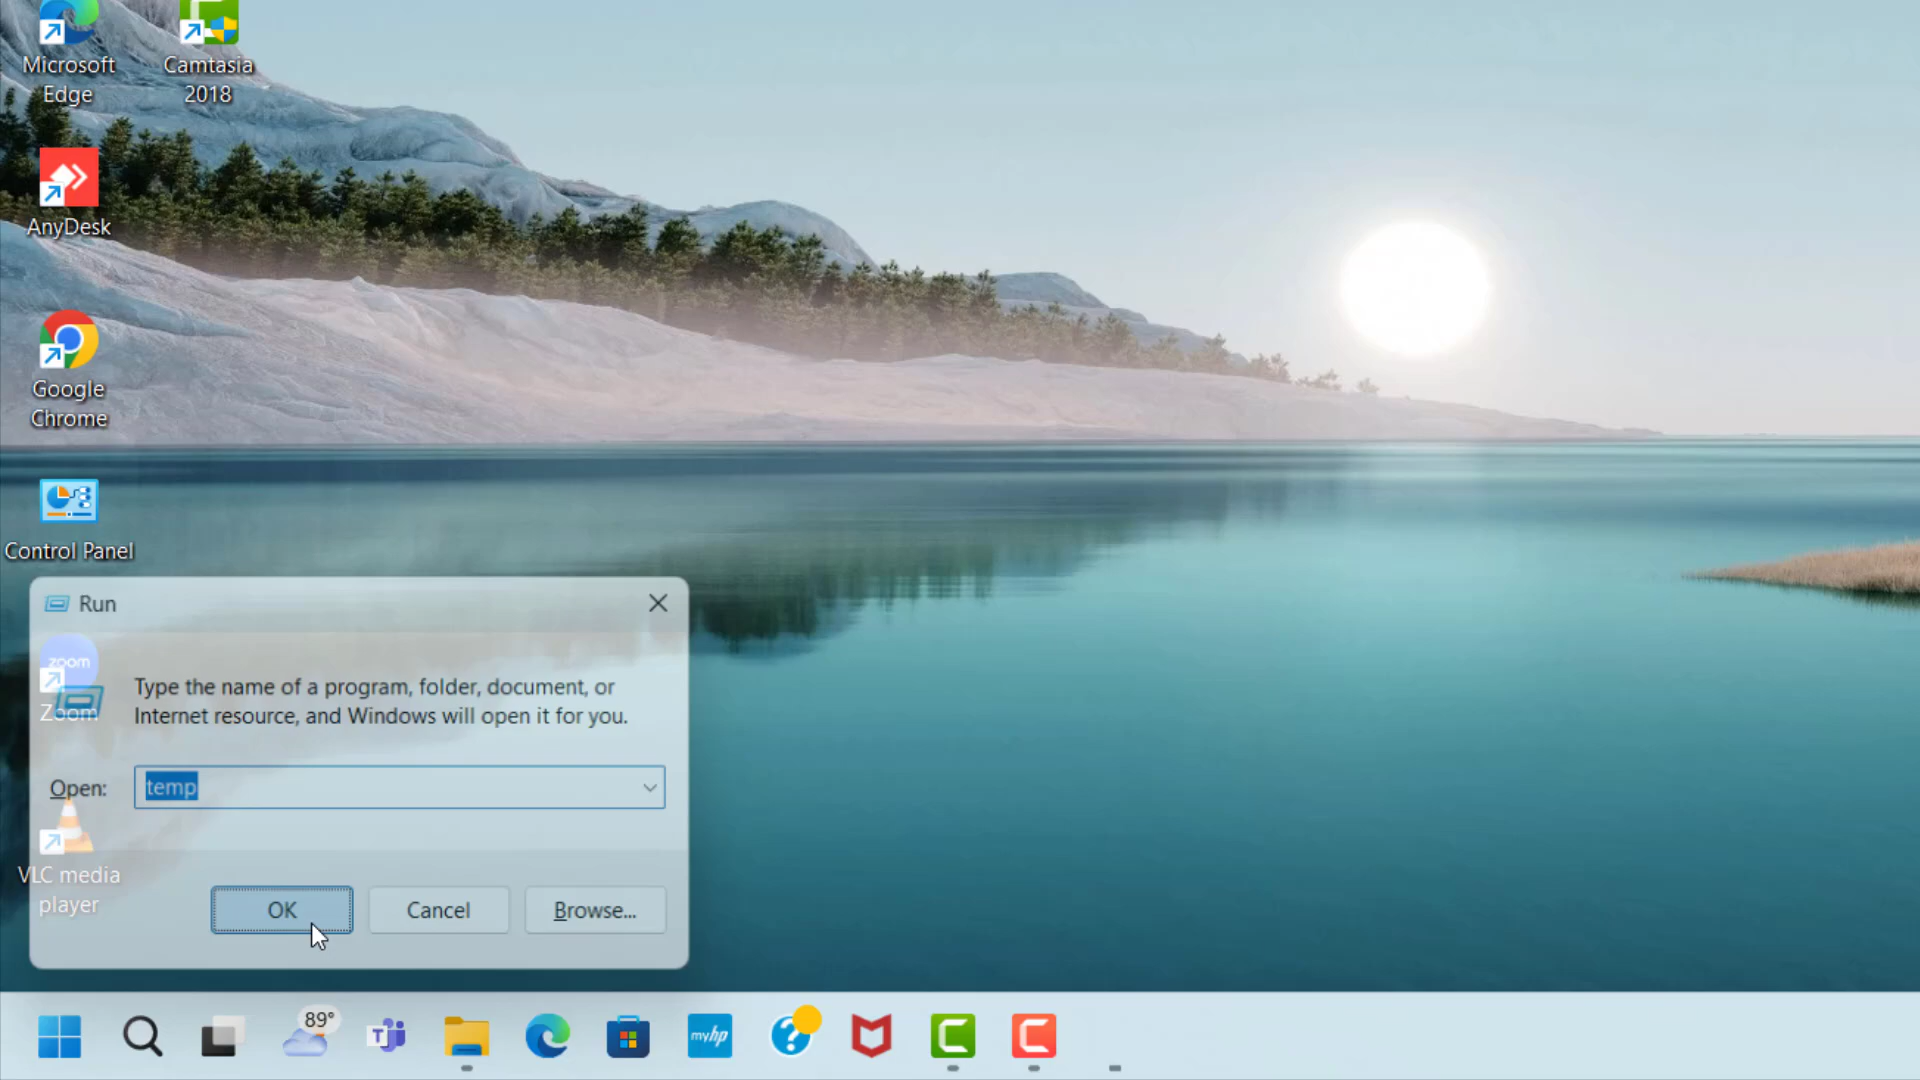 Microsoft
Edge
Camtasia
2018
AnyDesk
Google
Chrome
Control Panel
Run
zoom
Zoom
Type the name of a program, folder, document, or
Internet resource, and Windows will open it for you.
Open:
temp
VLC media
player
OK
Cancel
Browse...
89°
T
myhp
?